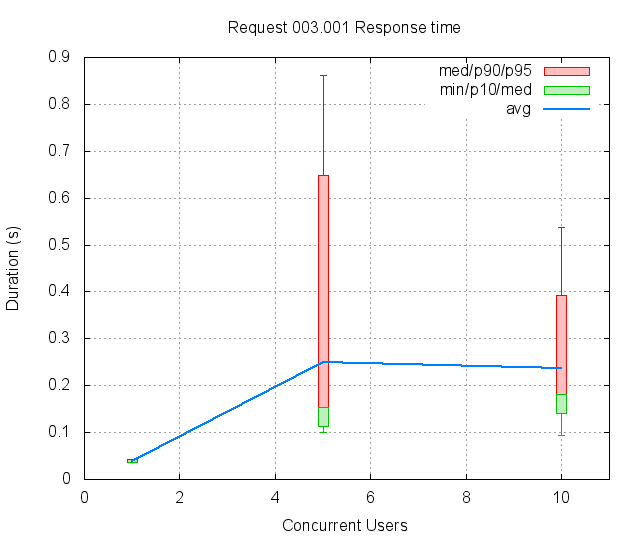 Request 003.001 Response time
med/p90/p95
min/p10/med
avg
Duration (s)
0.9
0.8
0.7
0.6
0.5
0.4
0.3
0.2
0.1
0
0 2 4 6 8 10
Concurrent Users